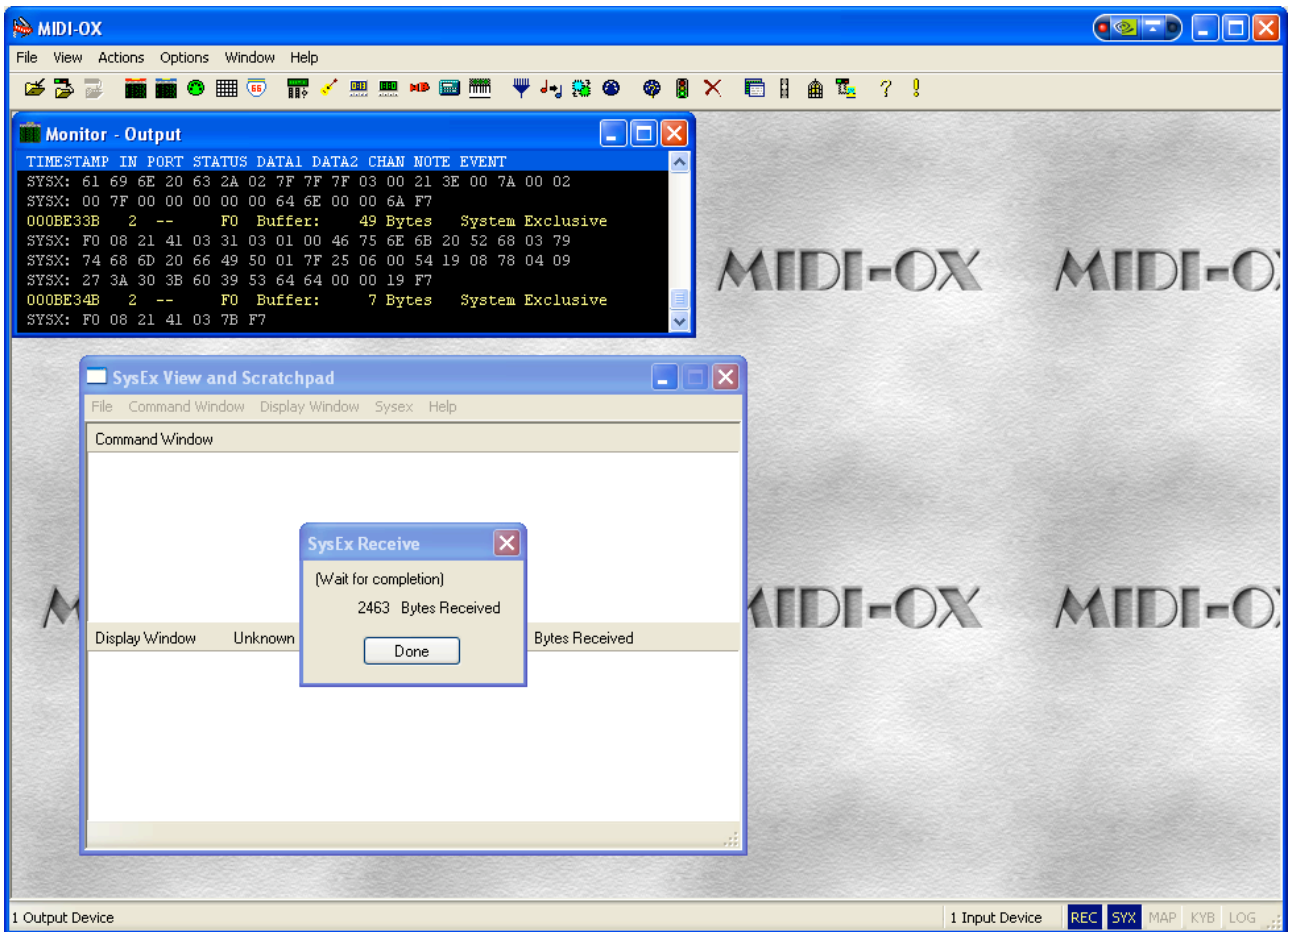 MIDI-OX
File View Actions Options Window Help
Monitor - Output
TIMESTAMP IN PORT STATUS DATA1 DATA2 CHAN NOTE EVENT
SYSX: 61 69 6E 20 63 2A 02 7F 7F 7F 03 00 21 3E 00 7A 00 02
SYSX: 00 7F 00 00 00 00 00 64 6E 00 00 6A F7
000BE33B 2 -- F0 Buffer: 49 Bytes System Exclusive
SYSX: F0 08 21 41 03 31 03 01 00 46 75 6E 6B 20 52 68 03 79
SYSX: 74 68 6D 20 66 49 50 01 7F 25 06 00 54 19 08 78 04 09
SYSX: 27 3A 30 3B 60 39 53 64 64 00 00 19 F7
000BE34B 2 -- F0 Buffer: 7 Bytes System Exclusive
SYSX: F0 08 21 41 03 7B F7
MIDI-OX MIDI-O
SysEx View and Scratchpad
File Command Window Display Window Sysex Help
Command Window
SysEx Receive
(Wait for completion)
2463 Bytes Received
Done
Display Window Unknown Bytes Received
M IDI-OX MIDI-O
1 Output Device 1 Input Device REC SYX MAP KYB LOG